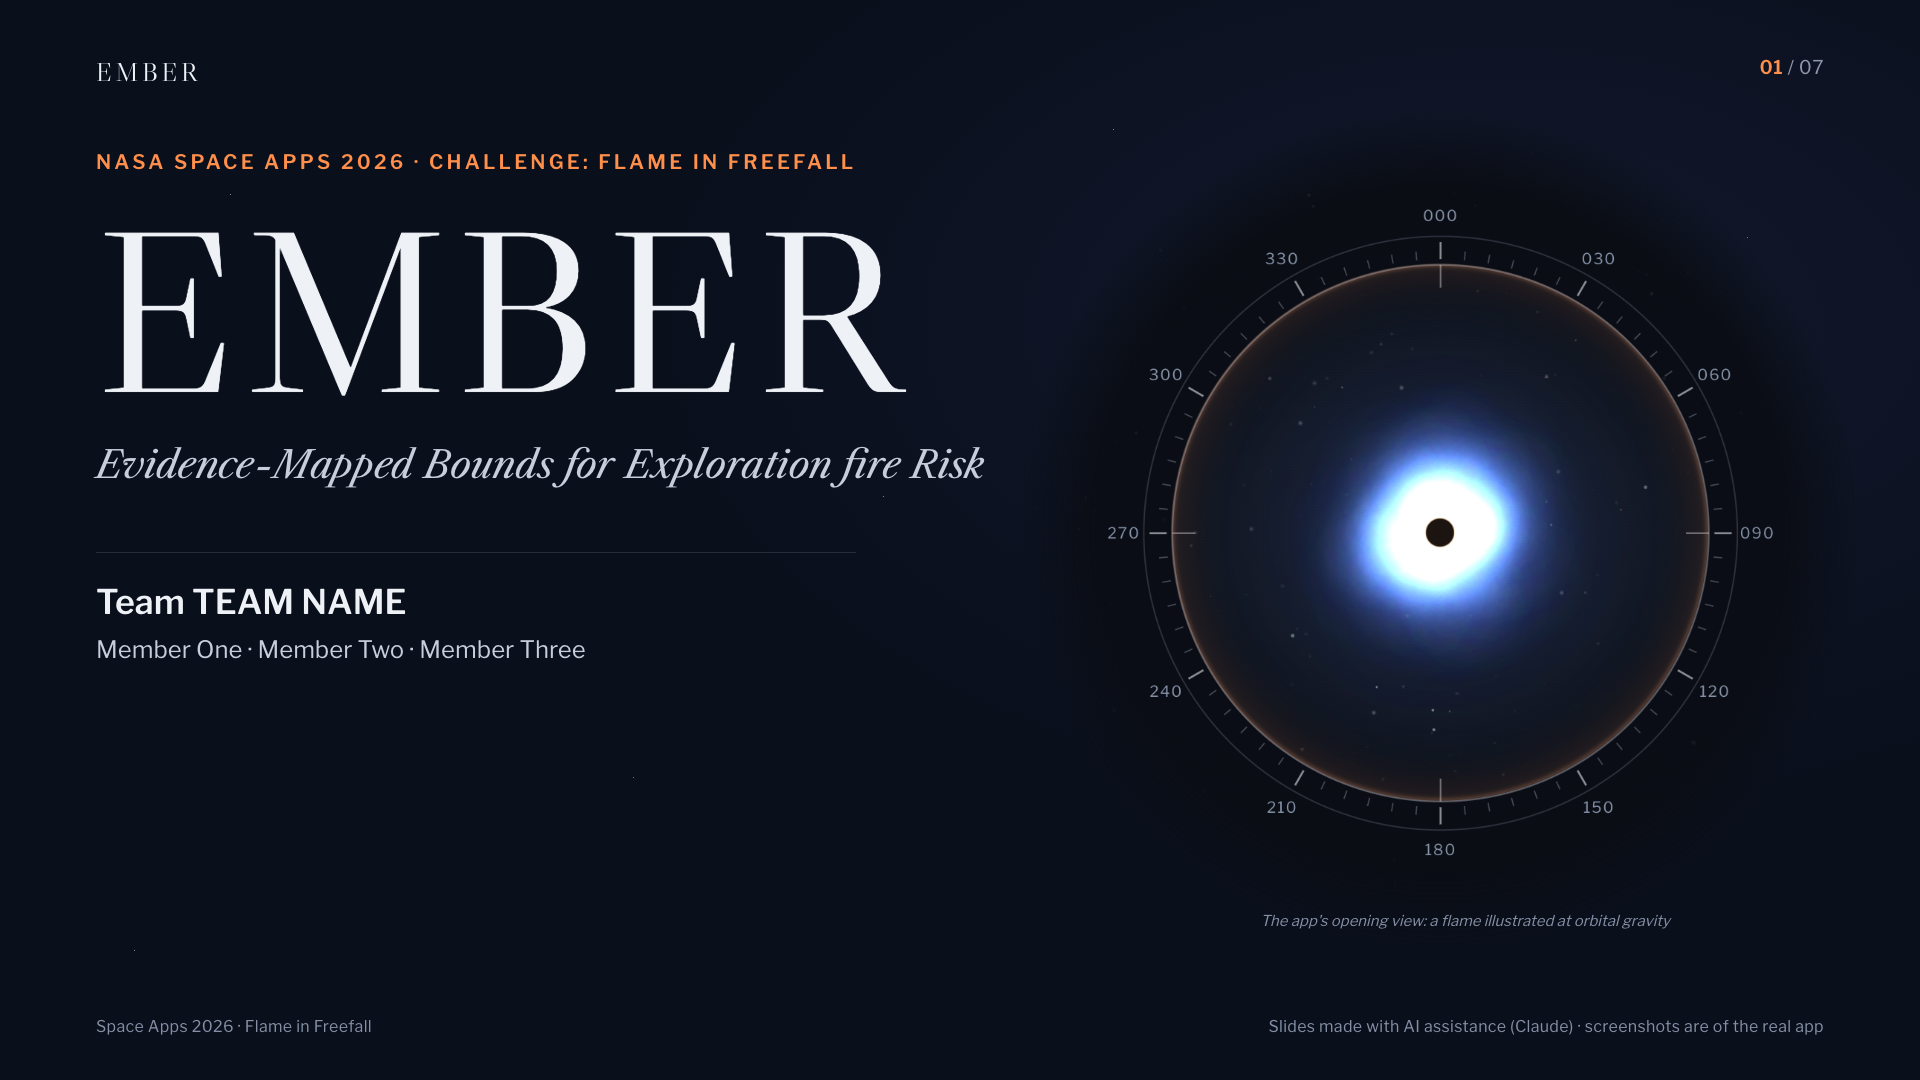 EMBER
01 / 07
NASA SPACE APPS 2026 · CHALLENGE: FLAME IN FREEFALL
EMBER
Evidence-Mapped Bounds for Exploration fire Risk
Team TEAM NAME
Member One · Member Two · Member Three
000
330
030
300
060
270
090
240
120
210
150
180
The app's opening view: a flame illustrated at orbital gravity
Space Apps 2026 · Flame in Freefall
Slides made with AI assistance (Claude) · screenshots are of the real app